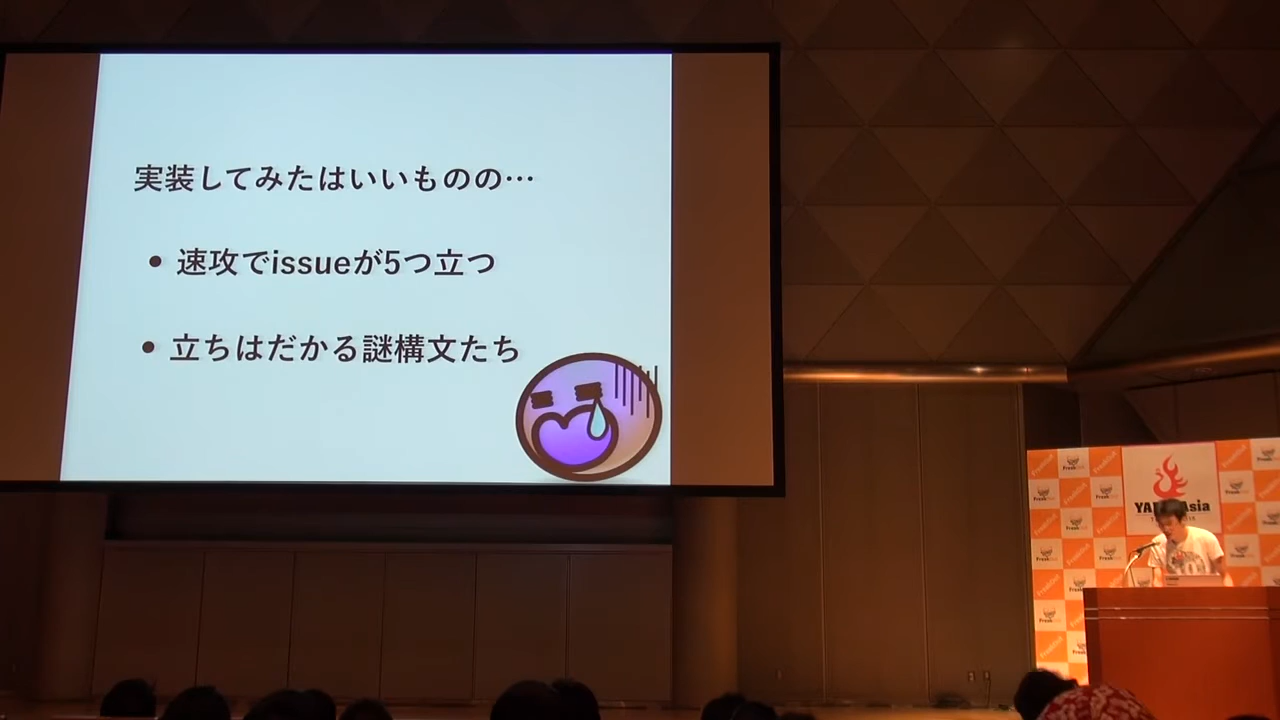 実装してみたはいいものの…
• 速攻でissueが5つ立つ
• 立ちはだかる謎構文たち
FreakOut
Asia